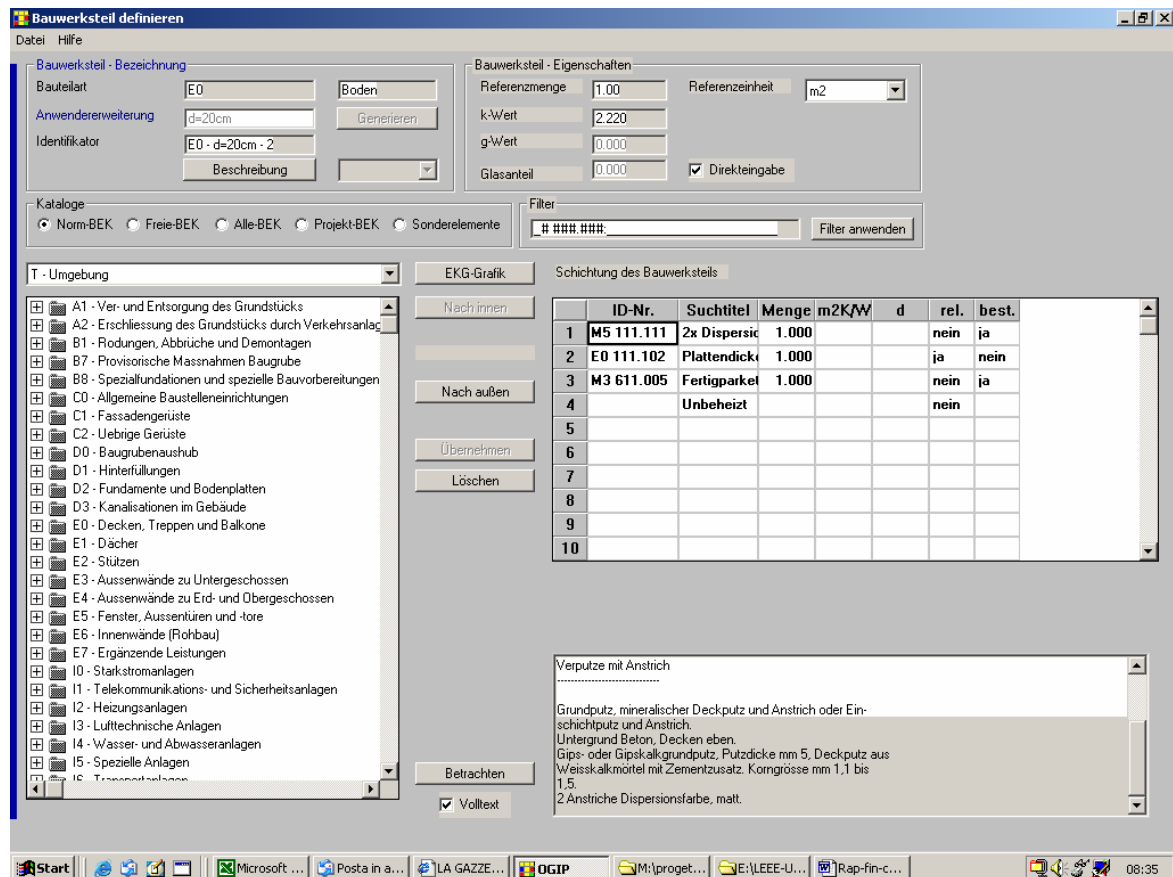 Bauwerksteil definieren
Datei Hilfe
Bauwerksteil - Bezeichnung
Bauteilart E0 Boden
Anwendererweiterung d=20cm Generieren
Identifikator E0 - d=20cm - 2
Beschreibung
Bauwerksteil - Eigenschaften
Referenzmenge 1.00 Referenzeinheit m2
k-Wert 2.220
g-Wert 0.000
Glasanteil 0.000 Direkteingabe
Kataloge
Norm-BEK Freie-BEK Alle-BEK Projekt-BEK Sonderelemente
Filter
_# ###.###:_ Filter anwenden
T - Umgebung
A1 - Ver- und Entsorgung des Grundstücks
A2 - Erschliessung des Grundstücks durch Verkehrsanlag
B1 - Rodungen, Abbrüche und Demontagen
B7 - Provisorische Massnahmen Baugrube
B8 - Spezialfundationen und spezielle Bauvorbereitungen
C0 - Allgemeine Baustelleneinrichtungen
C1 - Fassadengerüste
C2 - Uebrige Gerüste
D0 - Baugrubenaushub
D1 - Hinterfüllungen
D2 - Fundamente und Bodenplatten
D3 - Kanalisationen im Gebäude
E0 - Decken, Treppen und Balkone
E1 - Dächer
E2 - Stützen
E3 - Aussenwände zu Untergeschossen
E4 - Aussenwände zu Erd- und Obergeschossen
E5 - Fenster, Aussentüren und -tore
E6 - Innenwände (Rohbau)
E7 - Ergänzende Leistungen
I0 - Starkstromanlagen
I1 - Telekommunikations- und Sicherheitsanlagen
I2 - Heizungsanlagen
I3 - Lufttechnische Anlagen
I4 - Wasser- und Abwasseranlagen
I5 - Spezielle Anlagen
I6 - Transportanlagen
EKG-Grafik
Nach innen
Nach außen
Übernehmen
Löschen
Betrachten
Volltext
Schichtung des Bauwerksteils
ID-Nr. Suchtitel Menge m2K/W d rel. best.
1 M5 111.111 2x Dispersio 1.000 nein ja
2 E0 111.102 Plattendicke 1.000 ja nein
3 M3 611.005 Fertigparket 1.000 nein ja
4 Unbeheizt nein
5
6
7
8
9
10
Verputze mit Anstrich
------------------------------
Grundputz, mineralischer Deckputz und Anstrich oder Ein-
schichtputz und Anstrich.
Untergrund Beton, Decken eben.
Gips- oder Gipskalkgrundputz, Putzdicke mm 5, Deckputz aus
Weisskalkmörtel mit Zementzusatz. Korngrösse mm 1,1 bis
1,5.
2 Anstriche Dispersionsfarbe, matt.
Start Microsoft ... Posta in a... LA GAZZE... OGIP M:\proget... E:\LEEE-U... Rap-fin-c... 08:35